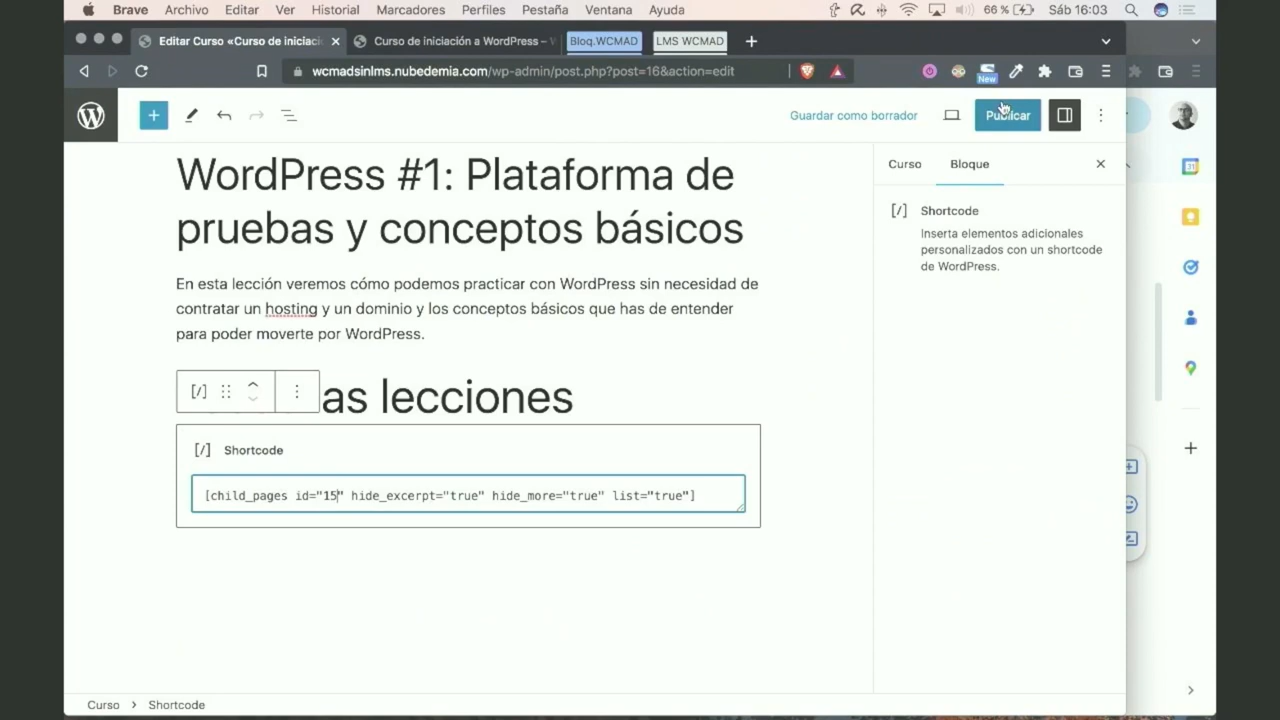 Brave Archivo Editar Ver Historial Marcadores Perfiles Pestaña Ventana Ayuda 66 % Sáb 16:03
Editar Curso «Curso de iniciaci Curso de iniciación a WordPress – Bloq.WCMAD LMS WCMAD
wcmadsinlms.nubedemia.com/wp-admin/post.php?post=16&action=edit New
Guardar como borrador Publicar
WordPress #1: Plataforma de
pruebas y conceptos básicos
En esta lección veremos cómo podemos practicar con WordPress sin necesidad de
contratar un hosting y un dominio y los conceptos básicos que has de entender
para poder moverte por WordPress.
as lecciones
[/] Shortcode
[child_pages id="15" hide_excerpt="true" hide_more="true" list="true"]
Curso Bloque
[/] Shortcode
Inserta elementos adicionales
personalizados con un shortcode
de WordPress.
Curso > Shortcode